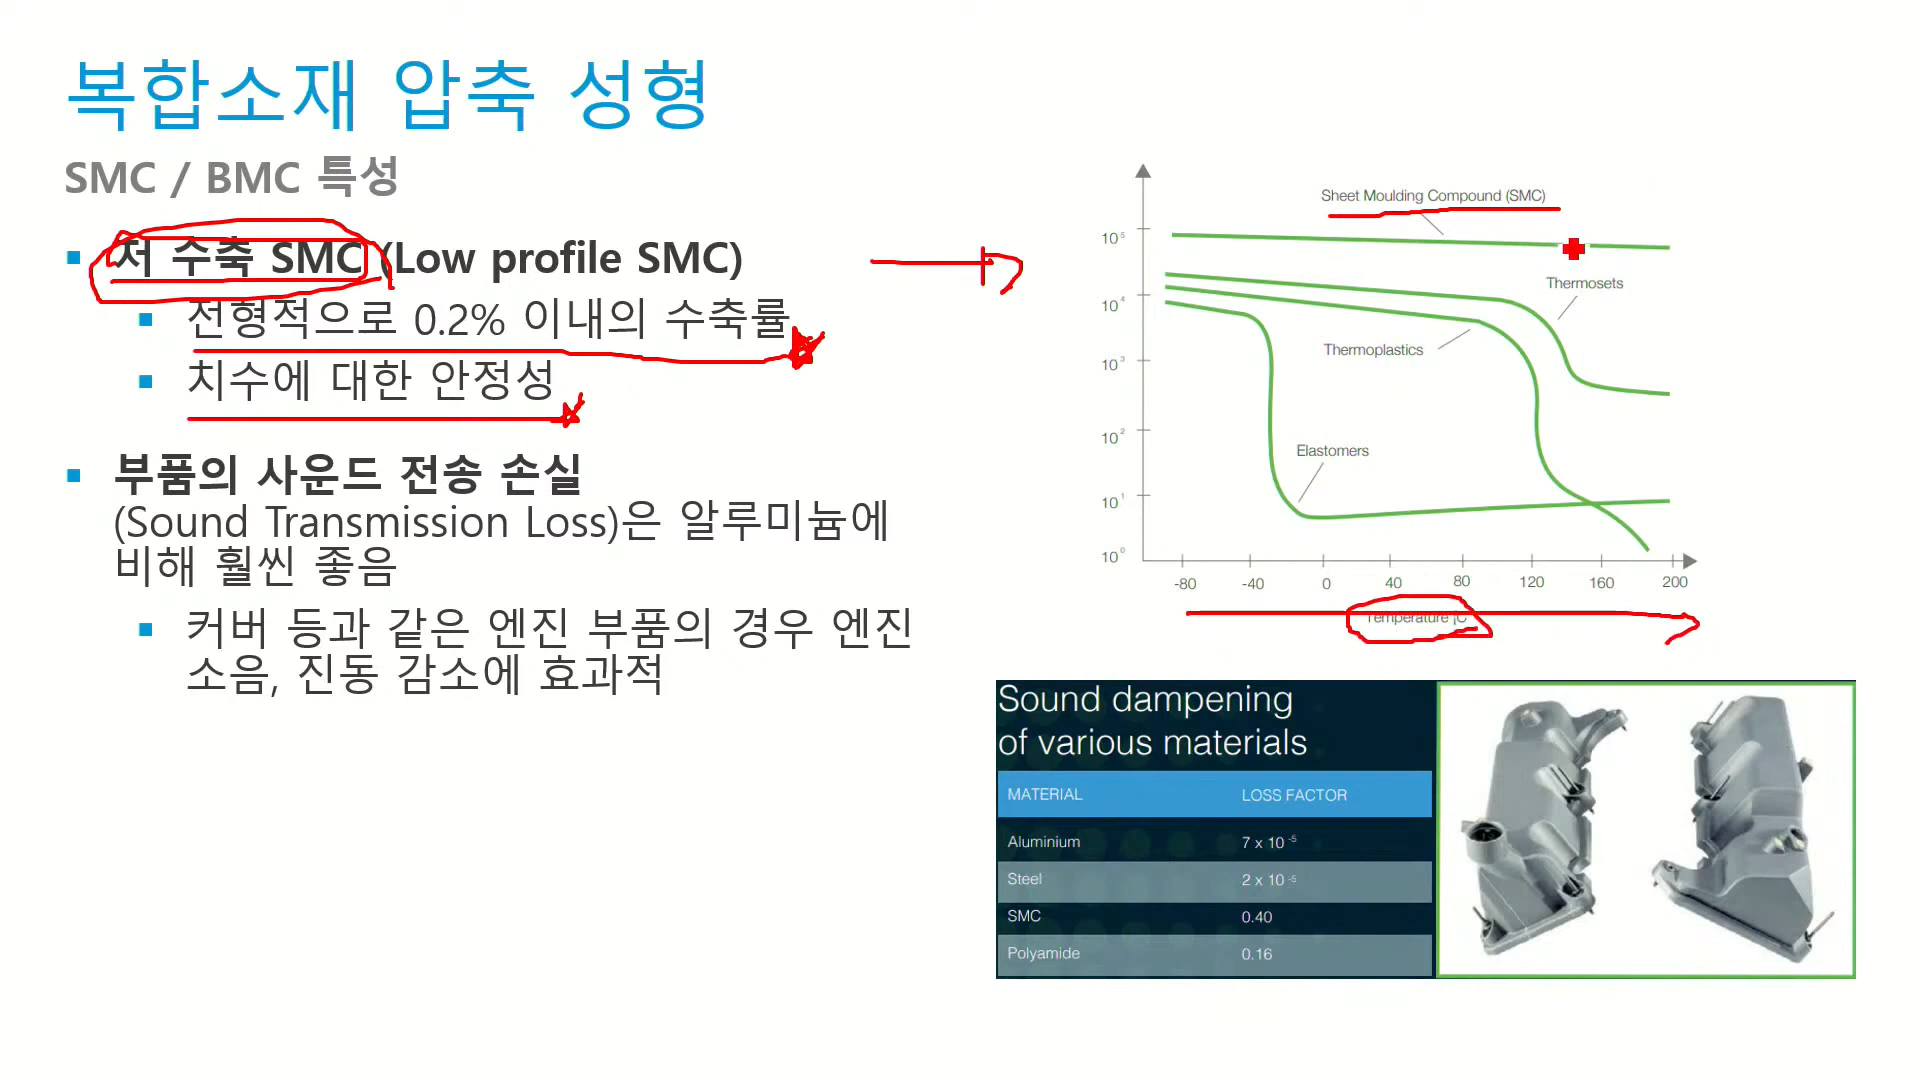 복합소재 압축 성형
SMC / BMC 특성
저 수축 SMC (Low profile SMC)
전형적으로 0.2% 이내의 수축률
치수에 대한 안정성
부품의 사운드 전송 손실
(Sound Transmission Loss)은 알루미늄에
비해 훨씬 좋음
커버 등과 같은 엔진 부품의 경우 엔진
소음, 진동 감소에 효과적
Sheet Moulding Compound (SMC)
10⁵
Thermosets
10⁴
Thermoplastics
10³
10²
Elastomers
10¹
10⁰
-80 -40 0 40 80 120 160 200
Temperature ¡C
Sound dampening
of various materials
MATERIAL LOSS FACTOR
Aluminium 7 x 10 ⁻⁵
Steel 2 x 10 ⁻⁵
SMC 0.40
Polyamide 0.16